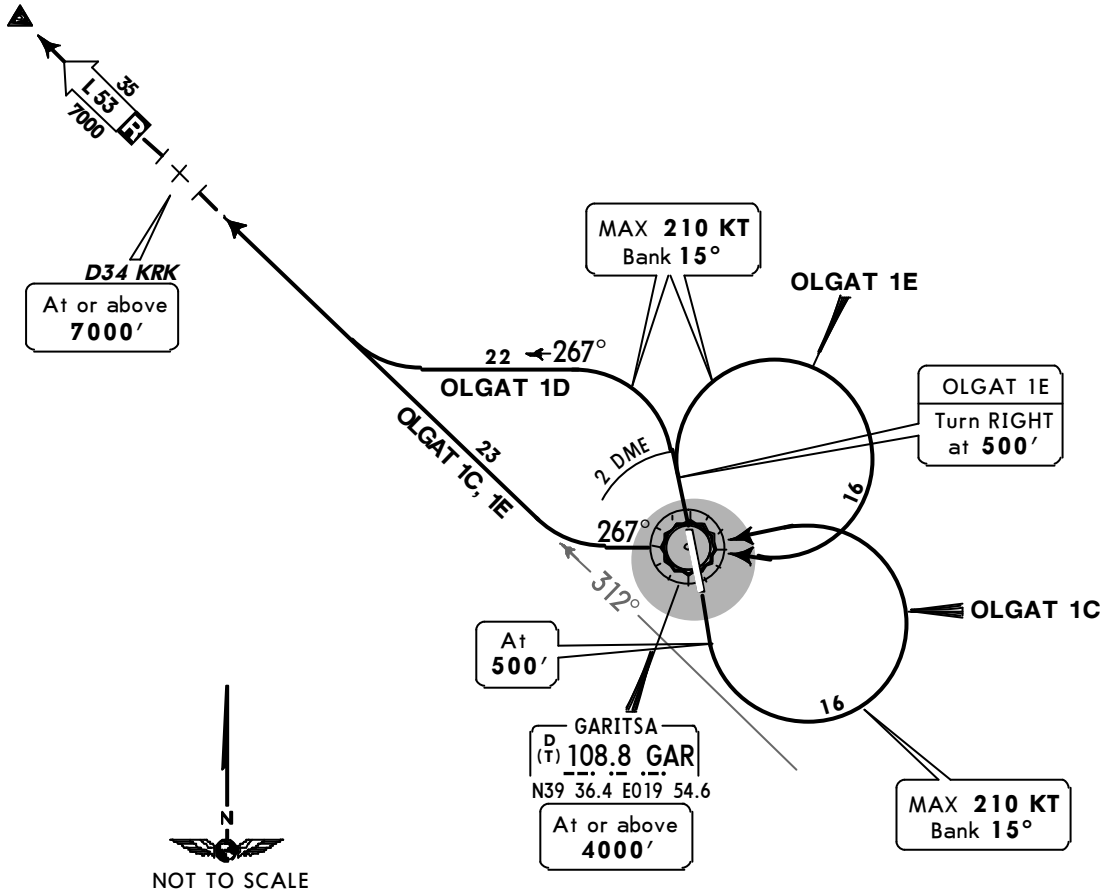 35
L 53 R
7000
D34 KRK
At or above
7000′
MAX 210 KT
Bank 15°
OLGAT 1E
22 267°
OLGAT 1D
OLGAT 1E
Turn RIGHT
at 500′
2 DME
23
OLGAT 1C, 1E
16
267°
312°
OLGAT 1C
At
500′
16
GARITSA
D
(T) 108.8 GAR
N39 36.4 E019 54.6
At or above
4000′
MAX 210 KT
Bank 15°
N
NOT TO SCALE